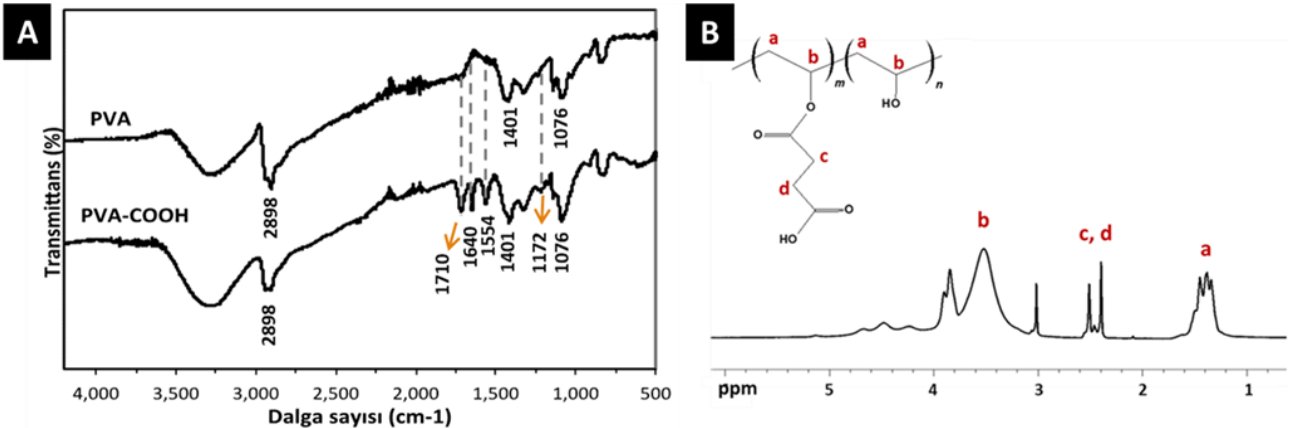 A
PVA
PVA-COOH
2898
2898
1401
1076
1710
1640
1554
1401
1172
1076
Transmittans (%)
4,000 3,500 3,000 2,500 2,000 1,500 1,000 500
Dalga sayısı (cm-1)
B
a
b
a
b
m
n
O
HO
O
c
d
O
HO
b
c, d
a
ppm 5 4 3 2 1